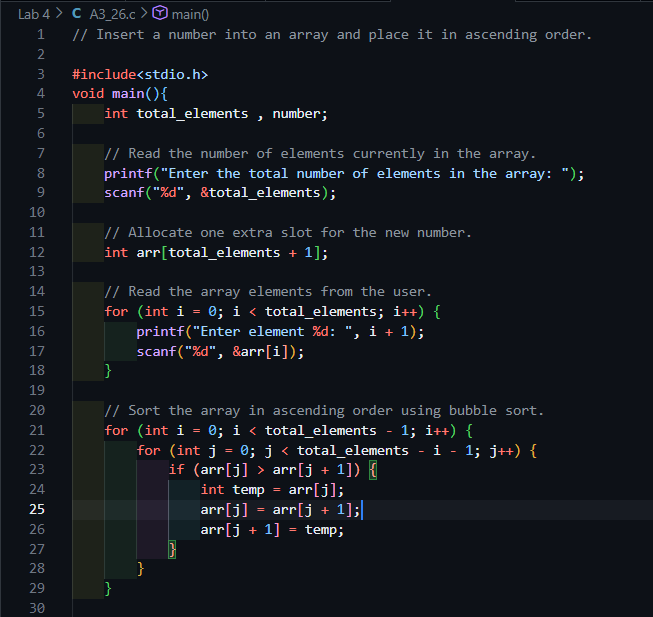 Lab 4 > C A3_26.c > main()
1 // Insert a number into an array and place it in ascending order.
2
3 #include<stdio.h>
4 void main(){
5     int total_elements , number;
6
7     // Read the number of elements currently in the array.
8     printf("Enter the total number of elements in the array: ");
9     scanf("%d", &total_elements);
10
11     // Allocate one extra slot for the new number.
12     int arr[total_elements + 1];
13
14     // Read the array elements from the user.
15     for (int i = 0; i < total_elements; i++) {
16         printf("Enter element %d: ", i + 1);
17         scanf("%d", &arr[i]);
18     }
19
20     // Sort the array in ascending order using bubble sort.
21     for (int i = 0; i < total_elements - 1; i++) {
22         for (int j = 0; j < total_elements - i - 1; j++) {
23             if (arr[j] > arr[j + 1]) {
24                 int temp = arr[j];
25                 arr[j] = arr[j + 1];
26                 arr[j + 1] = temp;
27             }
28         }
29     }
30